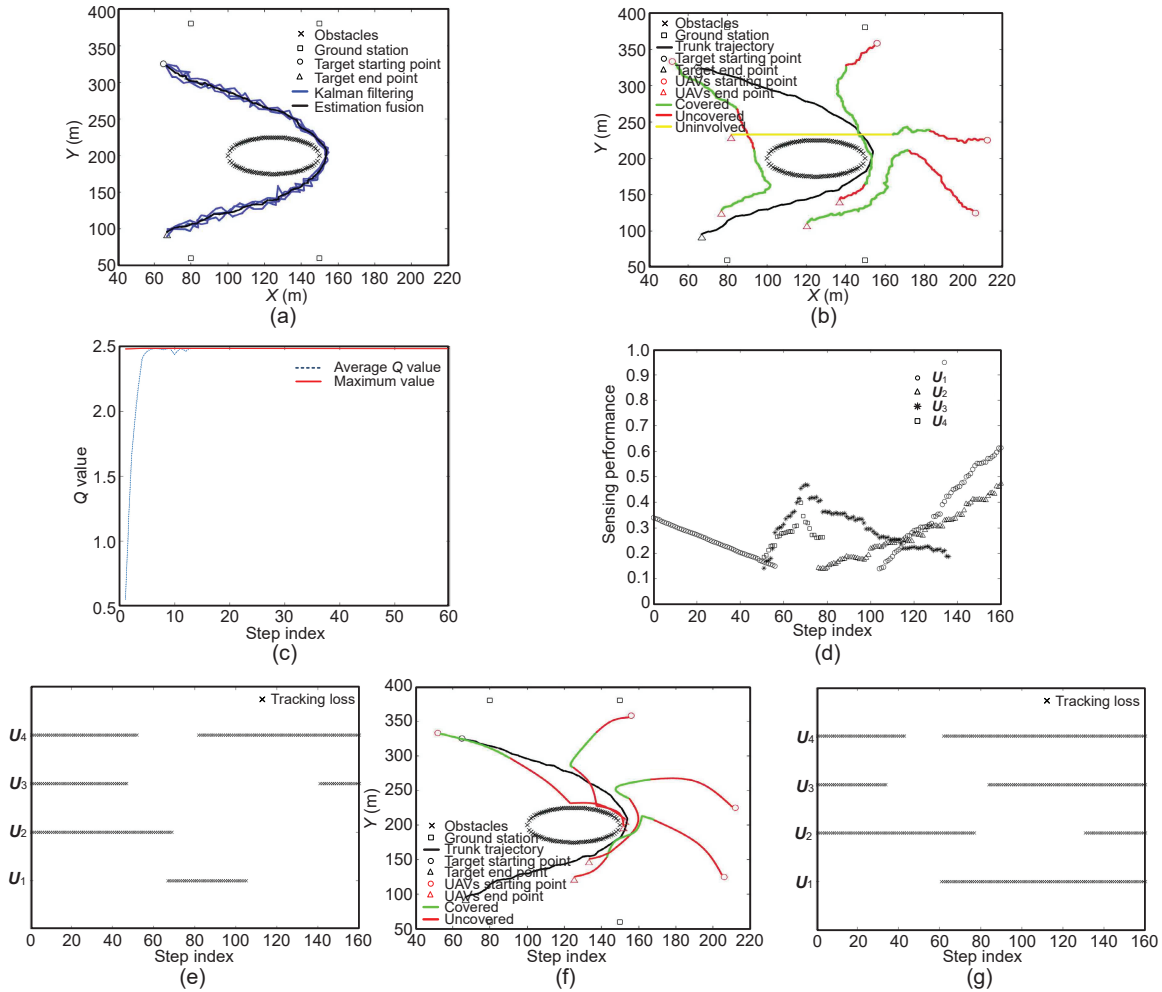 400
350
300
250
200
150
100
50
Y (m)
40 60 80 100 120 140 160 180 200 220
X (m)
Obstacles
Ground station
Target starting point
Target end point
Kalman filtering
Estimation fusion
(a)
400
350
300
250
200
150
100
50
Y (m)
40 60 80 100 120 140 160 180 200 220
X (m)
Obstacles
Ground station
Trunk trajectory
Target starting point
Target end point
UAVs starting point
UAVs end point
Covered
Uncovered
Uninvolved
(b)
2.5
2.0
1.5
1.0
0.5
Q value
0 10 20 30 40 50 60
Step index
Average Q value
Maximum value
(c)
1.0
0.9
0.8
0.7
0.6
0.5
0.4
0.3
0.2
0.1
0
Sensing performance
0 20 40 60 80 100 120 140 160
Step index
U1
U2
U3
U4
(d)
Tracking loss
U4
U3
U2
U1
0 20 40 60 80 100 120 140 160
Step index
(e)
400
350
300
250
200
150
100
50
Y (m)
40 60 80 100 120 140 160 180 200 220
X (m)
Obstacles
Ground station
Trunk trajectory
Target starting point
Target end point
UAVs starting point
UAVs end point
Covered
Uncovered
(f)
Tracking loss
U4
U3
U2
U1
0 20 40 60 80 100 120 140 160
Step index
(g)